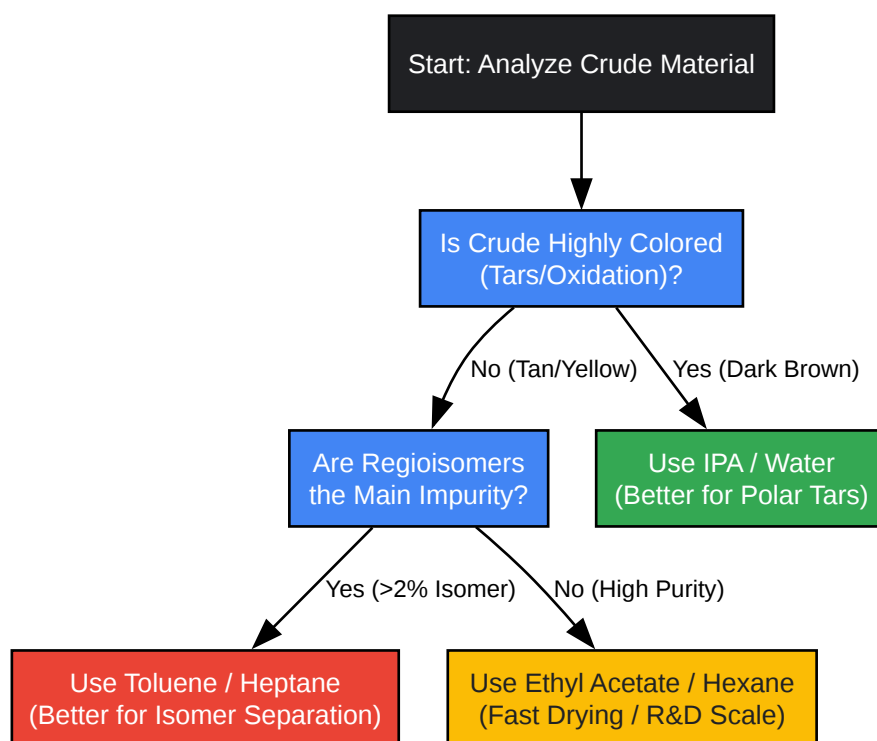 Start: Analyze Crude Material
Is Crude Highly Colored
(Tars/Oxidation)?
No (Tan/Yellow)
Yes (Dark Brown)
Are Regioisomers
the Main Impurity?
Use IPA / Water
(Better for Polar Tars)
Yes (>2% Isomer)
No (High Purity)
Use Toluene / Heptane
(Better for Isomer Separation)
Use Ethyl Acetate / Hexane
(Fast Drying / R&D Scale)